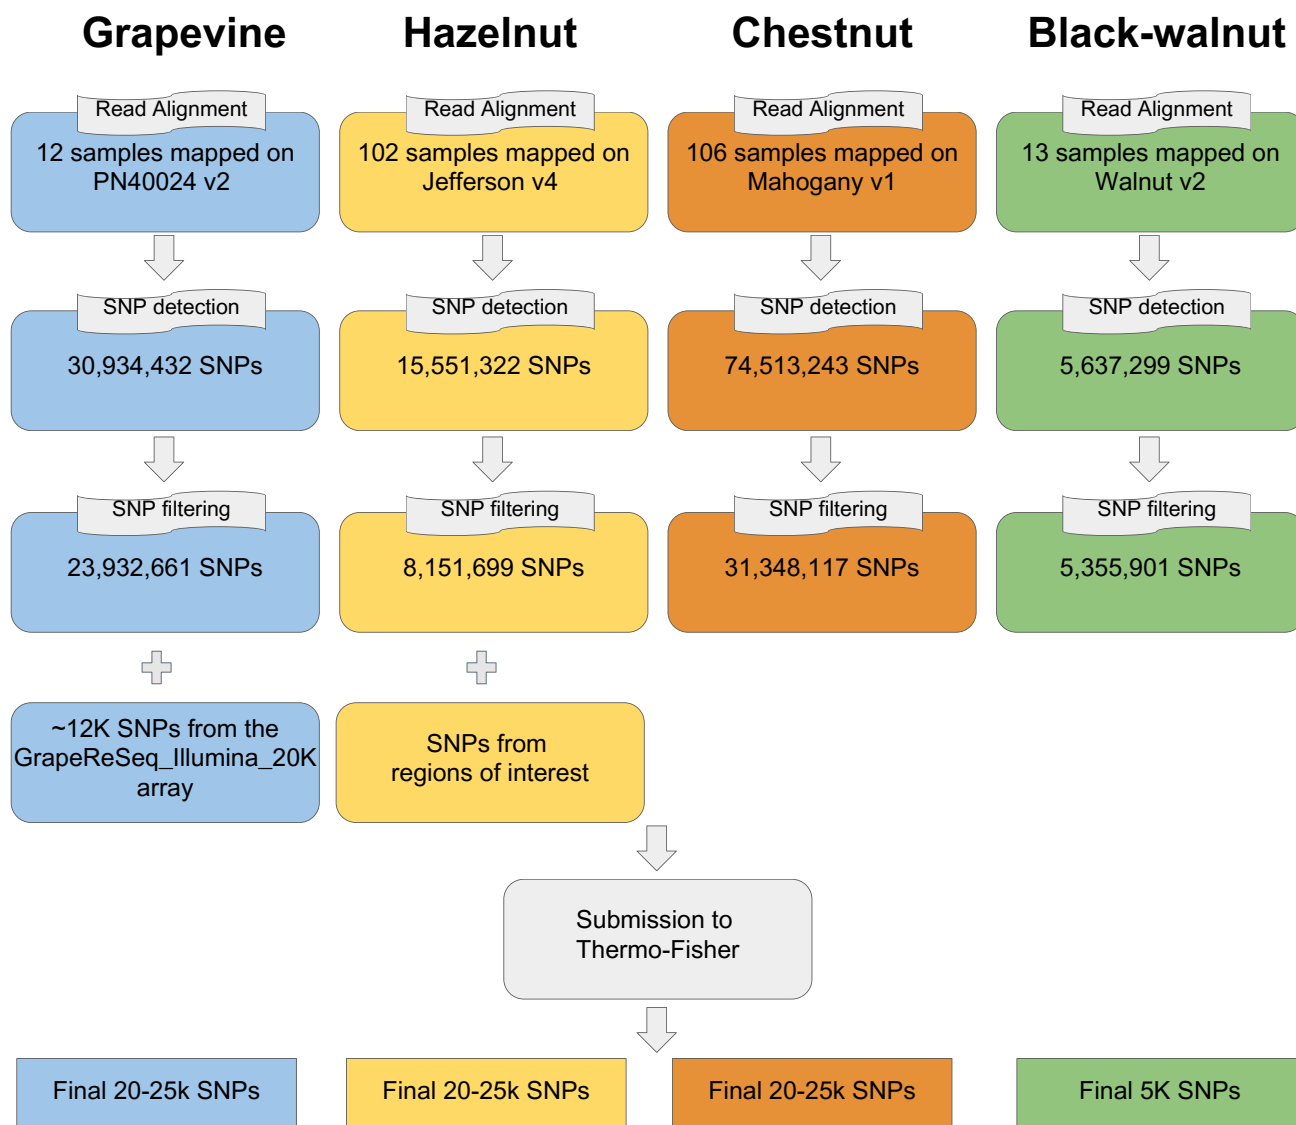 Grapevine
Hazelnut
Chestnut
Black-walnut
Read Alignment
12 samples mapped on
PN40024 v2
Read Alignment
102 samples mapped on
Jefferson v4
Read Alignment
106 samples mapped on
Mahogany v1
Read Alignment
13 samples mapped on
Walnut v2
SNP detection
30,934,432 SNPs
SNP detection
15,551,322 SNPs
SNP detection
74,513,243 SNPs
SNP detection
5,637,299 SNPs
SNP filtering
23,932,661 SNPs
SNP filtering
8,151,699 SNPs
SNP filtering
31,348,117 SNPs
SNP filtering
5,355,901 SNPs
~12K SNPs from the
GrapeReSeq_Illumina_20K
array
SNPs from
regions of interest
Submission to
Thermo-Fisher
Final 20-25k SNPs
Final 20-25k SNPs
Final 20-25k SNPs
Final 5K SNPs